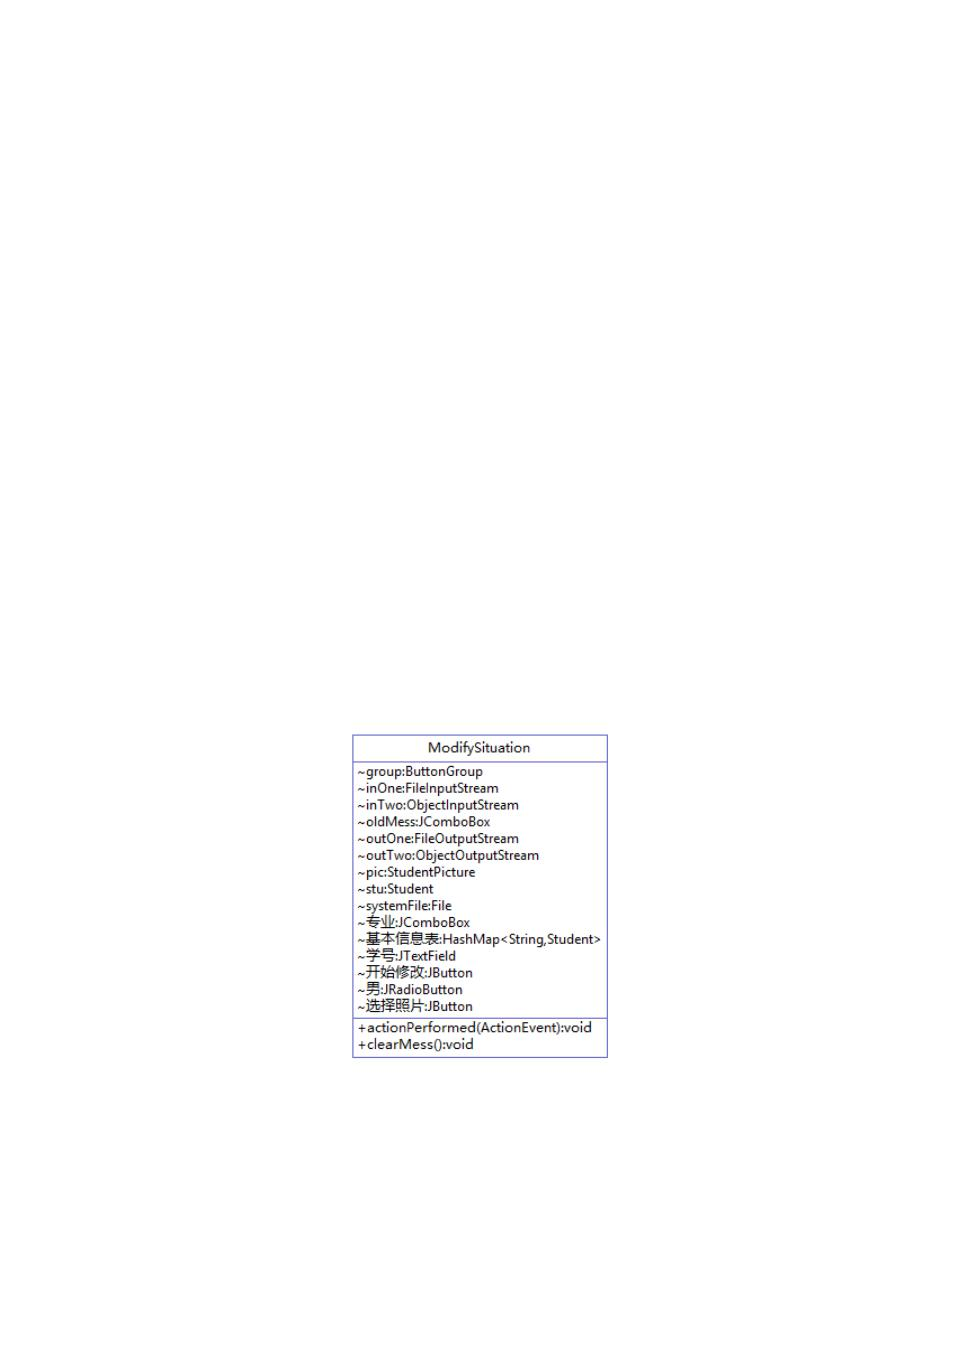 ModifySituation
~group:ButtonGroup
~inOne:FileInputStream
~inTwo:ObjectInputStream
~oldMess:JComboBox
~outOne:FileOutputStream
~outTwo:ObjectOutputStream
~pic:StudentPicture
~stu:Student
~systemFile:File
~专业:JComboBox
~基本信息表:HashMap<String,Student>
~学号:JTextField
~开始修改:JButton
~男:JRadioButton
~选择照片:JButton
+actionPerformed(ActionEvent):void
+clearMess():void